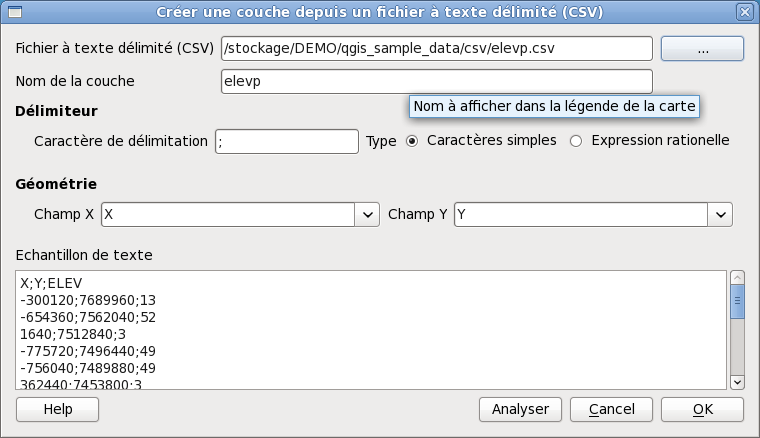 Créer une couche depuis un fichier à texte délimité (CSV)
Fichier à texte délimité (CSV) /stockage/DEMO/qgis_sample_data/csv/elevp.csv ...
Nom de la couche elevp
Nom à afficher dans la légende de la carte
Délimiteur
Caractère de délimitation ; Type Caractères simples Expression rationelle
Géométrie
Champ X X Champ Y Y
Echantillon de texte
X;Y;ELEV
-300120;7689960;13
-654360;7562040;52
1640;7512840;3
-775720;7496440;49
-756040;7489880;49
362440;7453800;3
Help Analyser Cancel OK